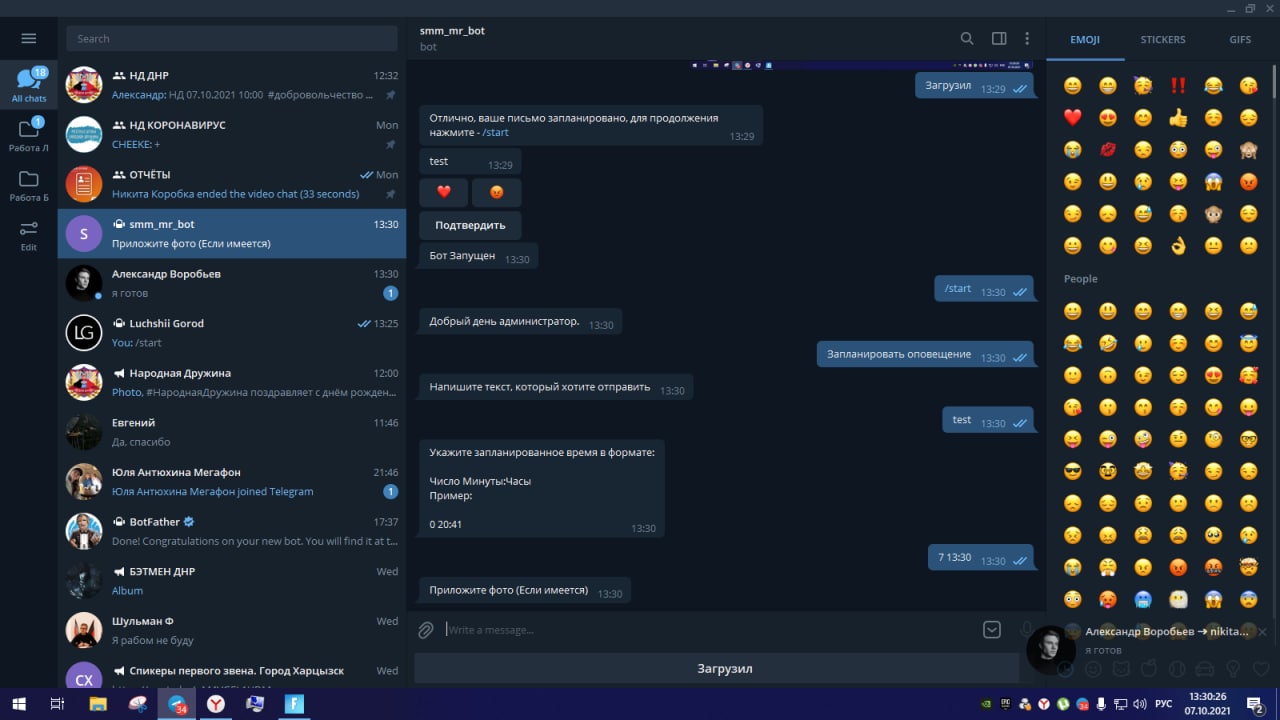 Search
18
All chats
1
Работа Л
Работа Б
Edit
НД ДНР
12:32
Александр: НД 07.10.2021 10:00 #добровольчество ...
НД КОРОНАВИРУС
Mon
CHEEKE: +
ОТЧЁТЫ
Mon
Никита Коробка ended the video chat (33 seconds)
S
smm_mr_bot
13:30
Приложите фото (Если имеется)
Александр Воробьев
13:30
я готов
1
LG
Luchshii Gorod
13:25
You: /start
Народная Дружина
12:00
Photo, #НароднаяДружина поздравляет с днём рожден...
Евгений
11:46
Да, спасибо
Юля Антюхина Мегафон
21:46
Юля Антюхина Мегафон joined Telegram
1
BotFather
17:37
Done! Congratulations on your new bot. You will find it at t...
БЭТМЕН ДНР
Wed
Album
Шульман Ф
Wed
Я рабом не буду
СХ
Спикеры первого звена. Город Харцызск
Wed
smm_mr_bot
bot
Загрузил 13:29
Отлично, ваше письмо запланировано, для продолжения
нажмите - /start
13:29
test 13:29
Подтвердить
Бот Запущен 13:30
/start 13:30
Добрый день администратор. 13:30
Запланировать оповещение 13:30
Напишите текст, который хотите отправить 13:30
test 13:30
Укажите запланированное время в формате:
Число Минуты:Часы
Пример:
0 20:41
13:30
7 13:30 13:30
Приложите фото (Если имеется) 13:30
Write a message...
Загрузил
EMOJI STICKERS GIFS
People
Александр Воробьев ➜ nikita...
я готов
34
34
РУС
13:30:26
07.10.2021
2